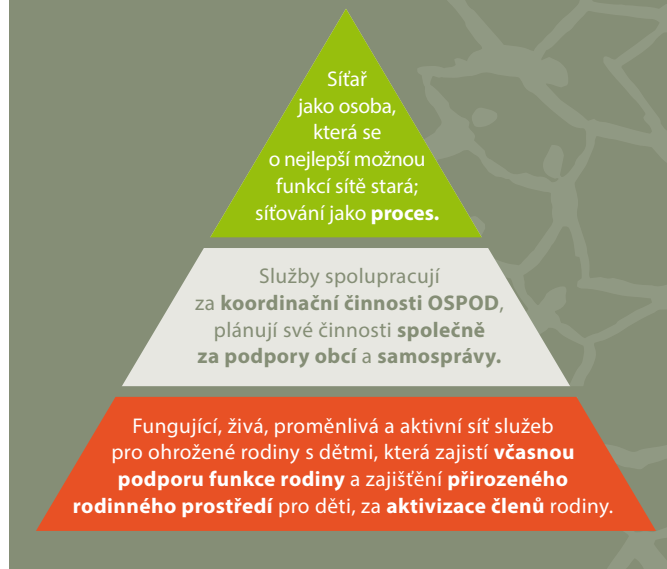 Síťař
jako osoba,
která se
o nejlepší možnou
funkcí sítě stará;
síťování jako proces.
Služby spolupracují
za koordinační činnosti OSPOD,
plánují své činnosti společně
za podpory obcí a samosprávy.
Fungující, živá, proměnlivá a aktivní síť služeb
pro ohrožené rodiny s dětmi, která zajistí včasnou
podporu funkce rodiny a zajišťění přirozeného
rodinného prostředí pro děti, za aktivizace členů rodiny.